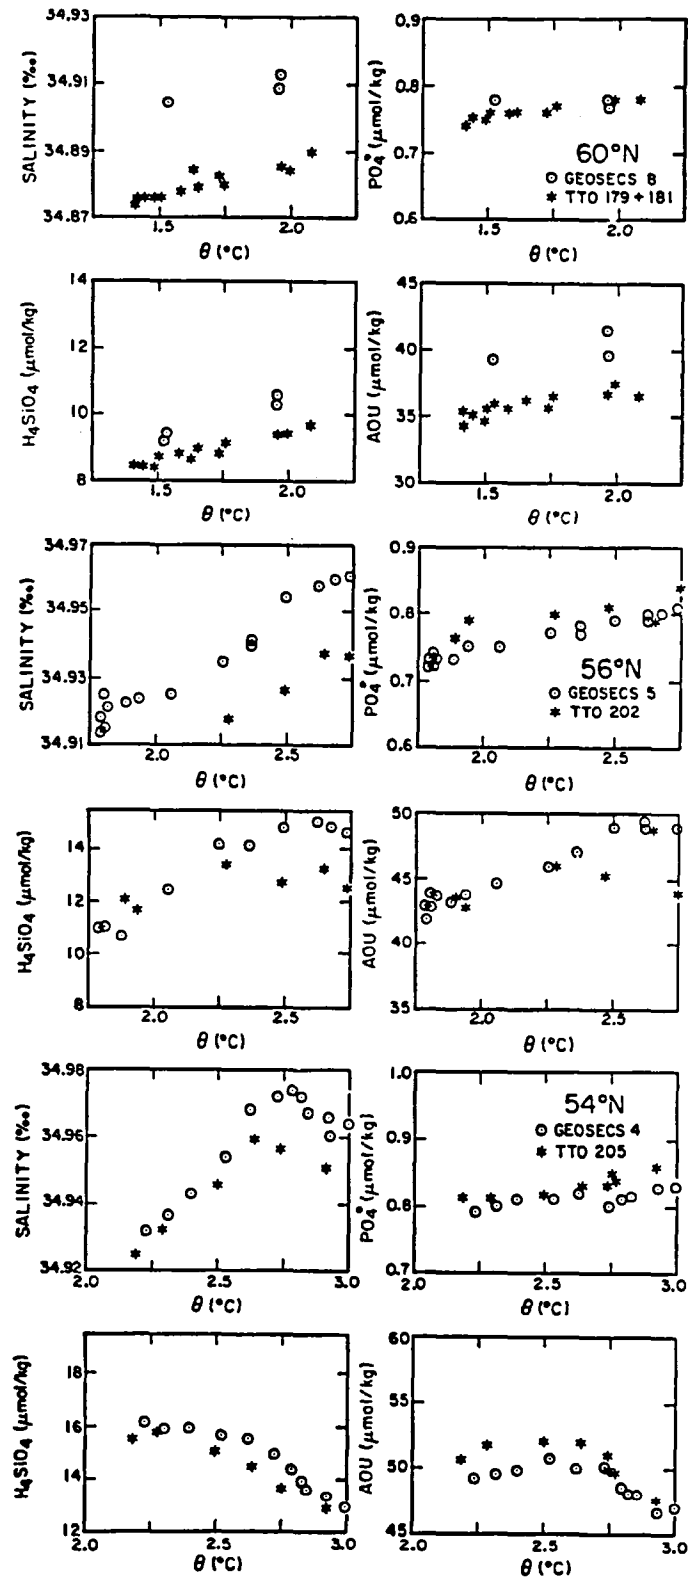 34.93
34.91
34.89
34.87
SALINITY (‰)
1.5 2.0
θ (°C)
0.9
0.8
0.7
0.6
PO₄° (μmol/kg)
60°N
⊙ GEOSECS 8
* TTO 179 + 181
1.5 2.0
θ (°C)
14
12
10
8
H₄SiO₄ (μmol/kg)
1.5 2.0
θ (°C)
45
40
35
30
AOU (μmol/kg)
1.5 2.0
θ (°C)
34.97
34.95
34.93
34.91
SALINITY (‰)
2.0 2.5
θ (°C)
0.9
0.8
0.7
0.6
PO₄° (μmol/kg)
56°N
⊙ GEOSECS 5
* TTO 202
2.0 2.5
θ (°C)
14
12
10
8
H₄SiO₄ (μmol/kg)
2.0 2.5
θ (°C)
50
45
40
35
AOU (μmol/kg)
2.0 2.5
θ (°C)
34.98
34.96
34.94
34.92
SALINITY (‰)
2.0 2.5 3.0
θ (°C)
1.0
0.9
0.8
0.7
PO₄° (μmol/kg)
54°N
⊙ GEOSECS 4
* TTO 205
2.0 2.5 3.0
θ (°C)
18
16
14
12
H₄SiO₄ (μmol/kg)
2.0 2.5 3.0
θ (°C)
60
55
50
45
AOU (μmol/kg)
2.0 2.5 3.0
θ (°C)